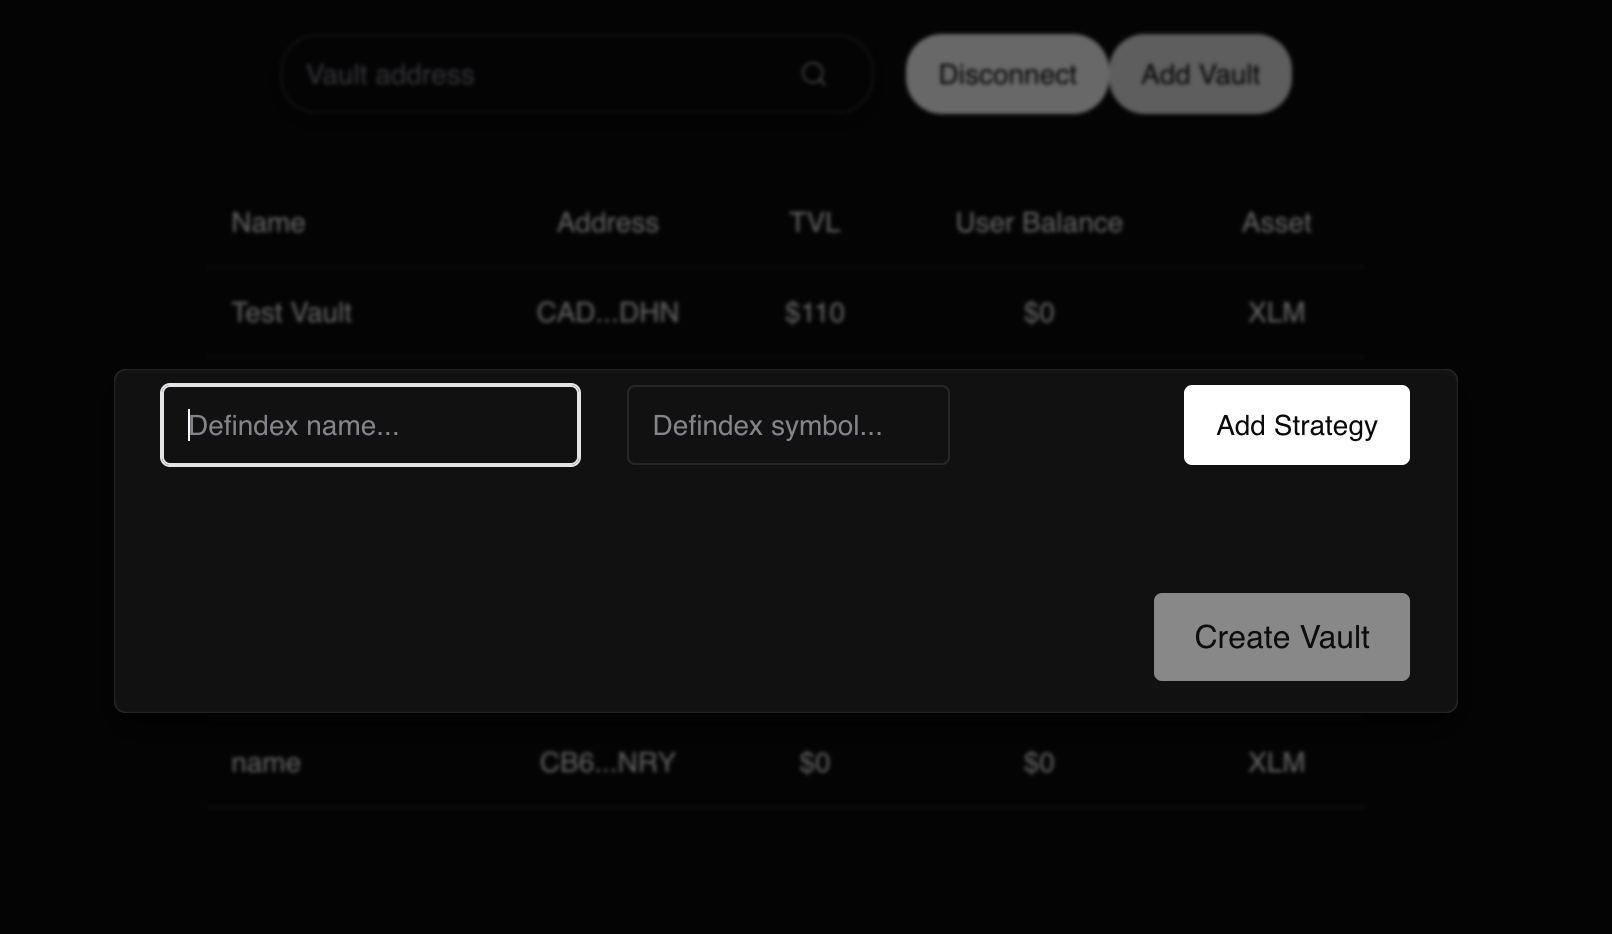 Vault address
Disconnect Add Vault
Name Address TVL User Balance Asset
Test Vault CAD...DHN $110 $0 XLM
Defindex name... Defindex symbol... Add Strategy
Create Vault
name CB6...NRY $0 $0 XLM